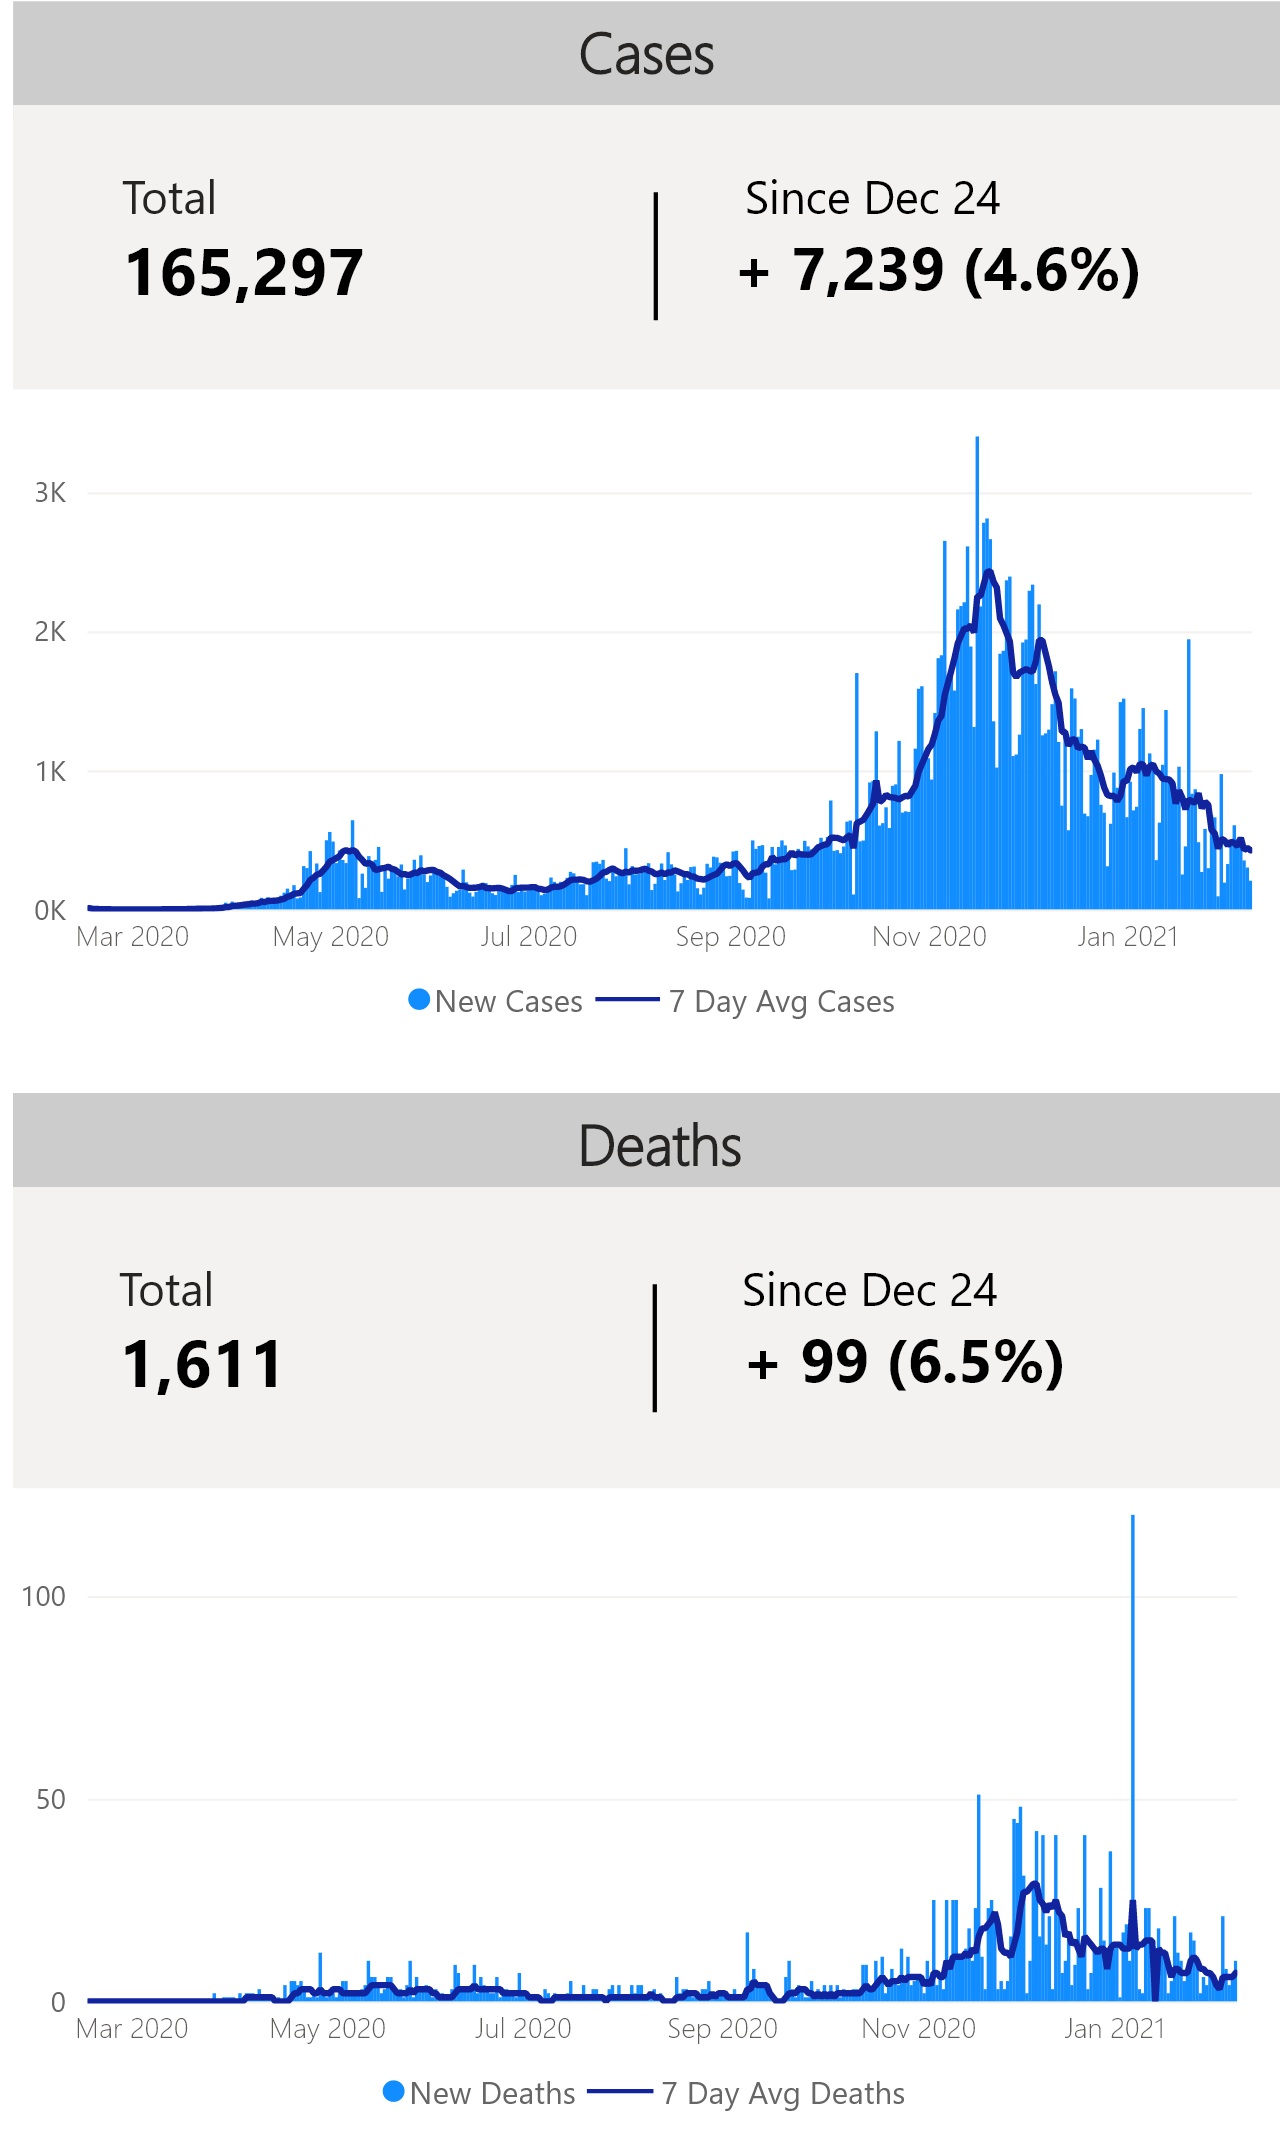 Cases
Total
Since Dec 24
165,297
+ 7,239 (4.6%)
3K
2K
1K
0K
Mar 2020 May 2020 Jul 2020 Sep 2020 Nov 2020 Jan 2021
New Cases 7 Day Avg Cases
Deaths
Total
Since Dec 24
1,611
+ 99 (6.5%)
100
50
0
Mar 2020 May 2020 Jul 2020 Sep 2020 Nov 2020 Jan 2021
New Deaths 7 Day Avg Deaths